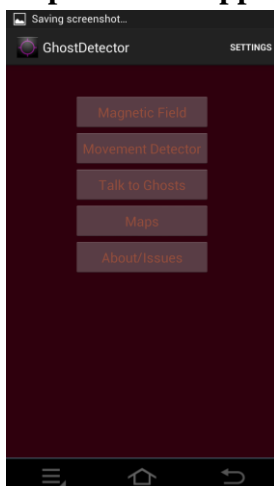 Saving screenshot...
GhostDetector
SETTINGS
Magnetic Field
Movement Detector
Talk to Ghosts
Maps
About/Issues